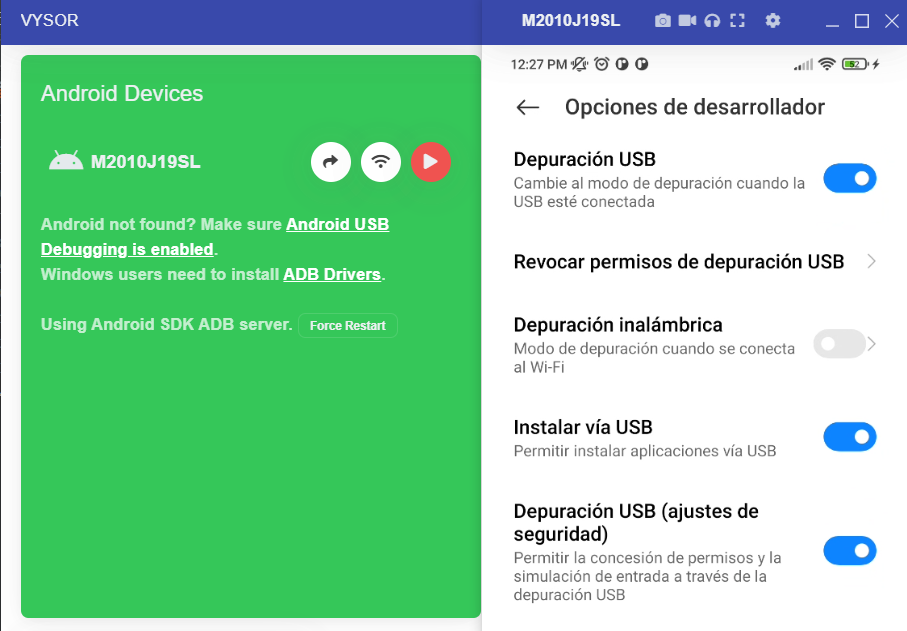 VYSOR
Android Devices
M2010J19SL
Android not found? Make sure Android USB
Debugging is enabled.
Windows users need to install ADB Drivers.
Using Android SDK ADB server. Force Restart
M2010J19SL
12:27 PM
52
Opciones de desarrollador
Depuración USB
Cambie al modo de depuración cuando la
USB esté conectada
Revocar permisos de depuración USB
Depuración inalámbrica
Modo de depuración cuando se conecta
al Wi-Fi
Instalar vía USB
Permitir instalar aplicaciones vía USB
Depuración USB (ajustes de
seguridad)
Permitir la concesión de permisos y la
simulación de entrada a través de la
depuración USB